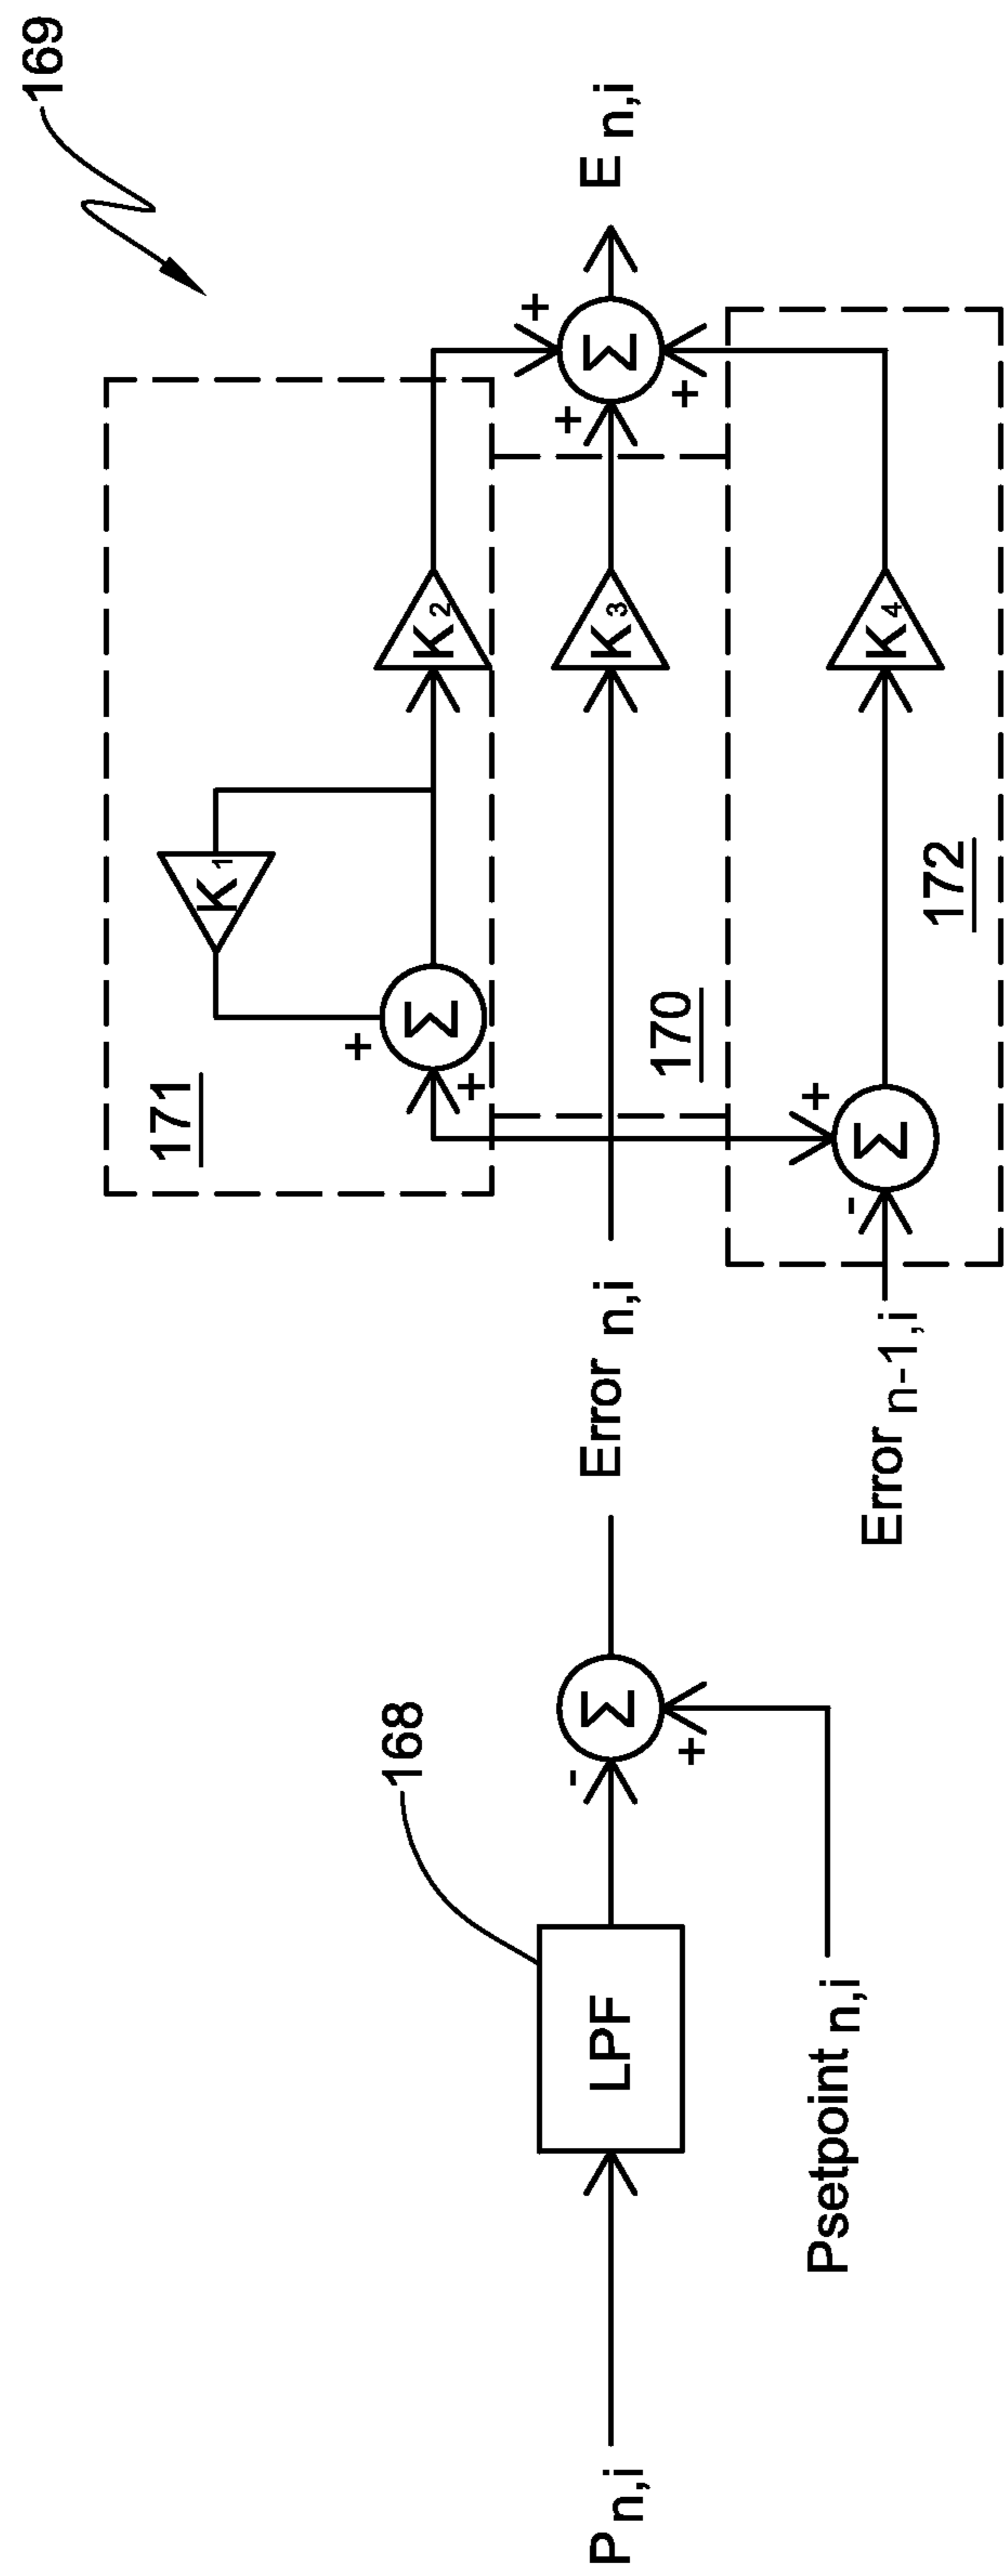 169
171
+
Σ
+
K1
K2
+
168
P n,i
LPF
-
Σ
+
Error n,i
170
K3
+
Σ
+
E n,i
Psetpoint n,i
Error n-1,i
-
Σ
+
172
K4